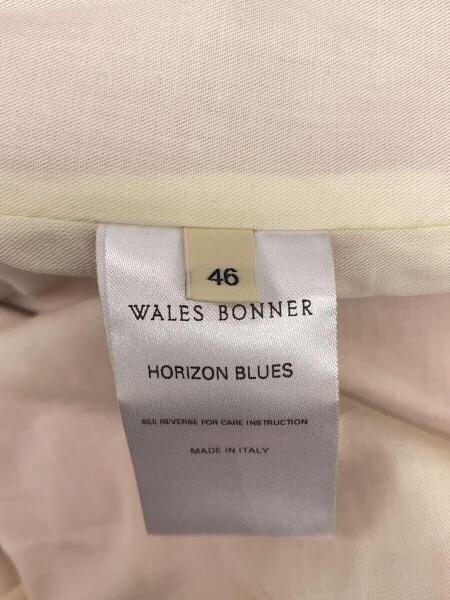 46
WALES BONNER
HORIZON BLUES
SEE REVERSE FOR CARE INSTRUCTION
MADE IN ITALY